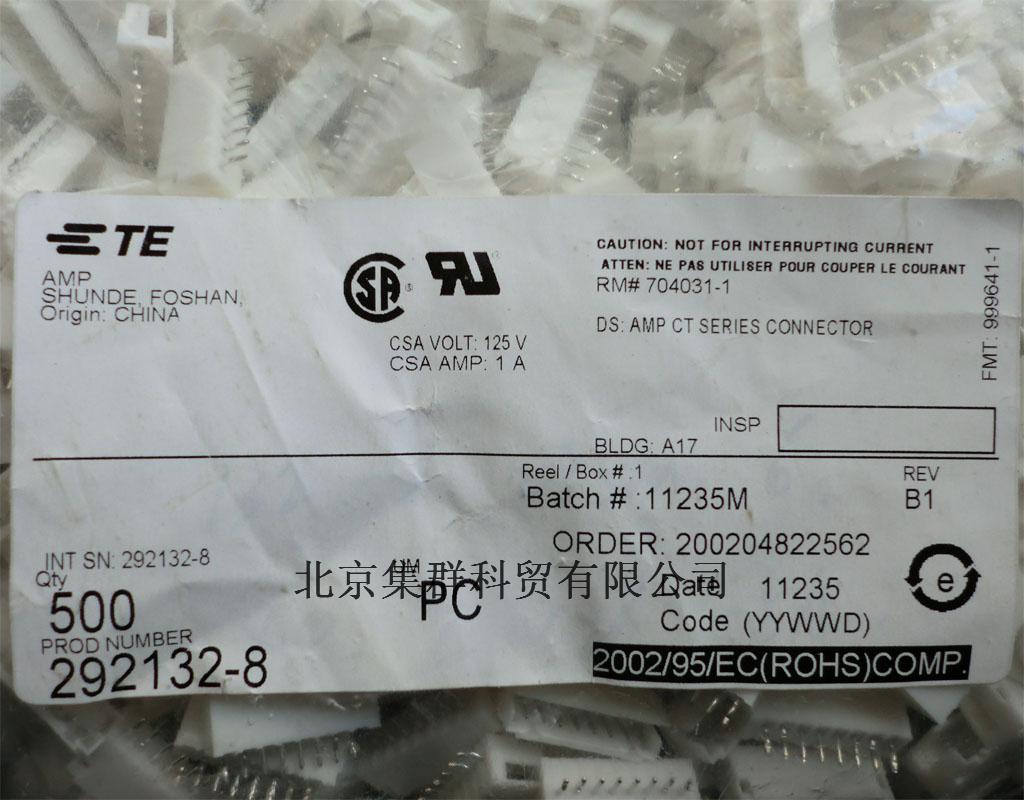 TE
AMP
SHUNDE, FOSHAN,
Origin: CHINA
CSA VOLT: 125 V
CSA AMP: 1 A
CAUTION: NOT FOR INTERRUPTING CURRENT
ATTEN: NE PAS UTILISER POUR COUPER LE COURANT
RM# 704031-1
DS: AMP CT SERIES CONNECTOR
FMT: 999641-1
INSP
BLDG: A17
Reel / Box # :1
REV
Batch # :11235M
B1
ORDER: 200204822562
INT SN: 292132-8
Qty
UM
北京集群科贸有限公司
500
PC
Date 11235
Code (YYWWD)
e
PROD NUMBER
292132-8
2002/95/EC(ROHS)COMP.